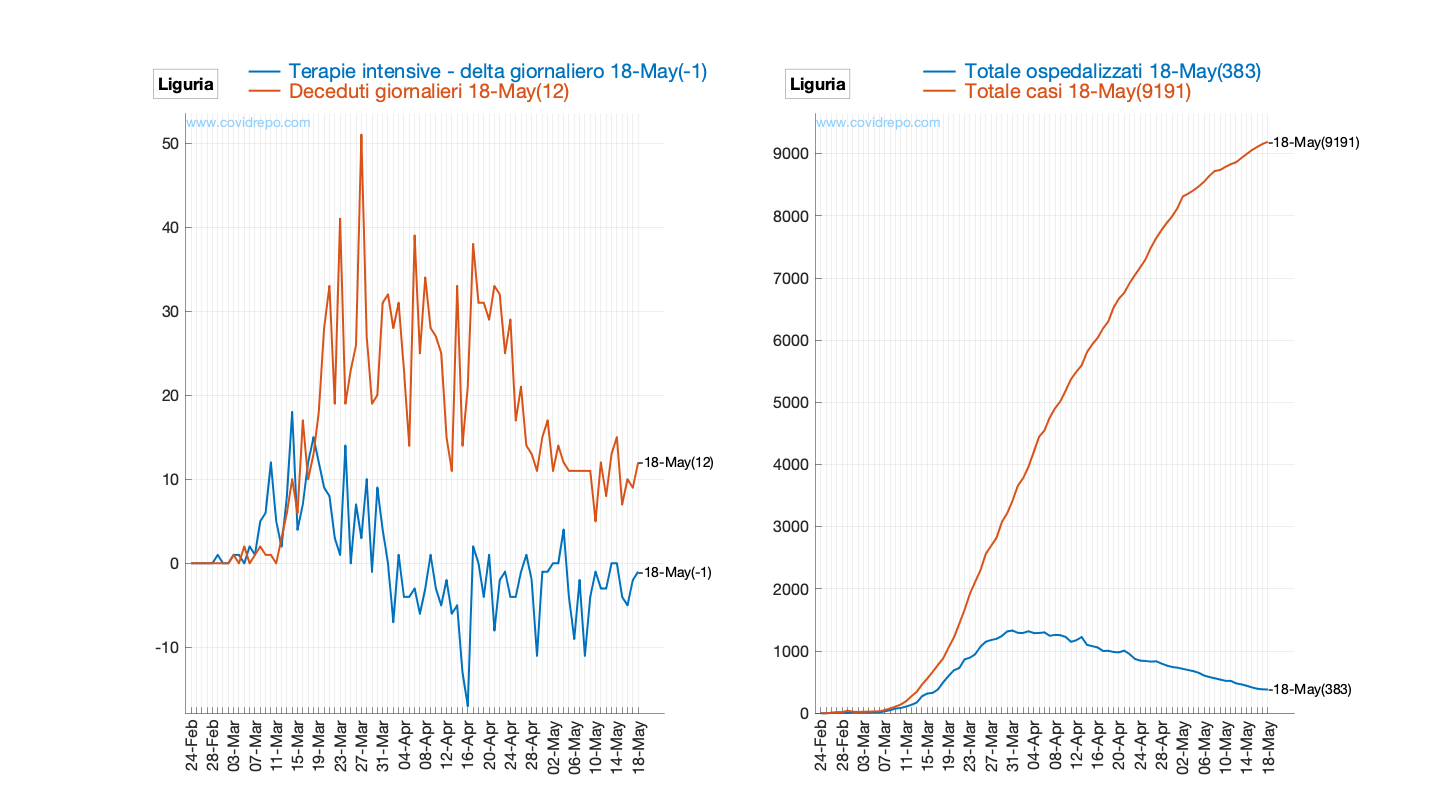 Liguria
Terapie intensive - delta giornaliero 18-May(-1)
Deceduti giornalieri 18-May(12)
www.covidrepo.com
50
40
30
20
10
0
-10
18-May(12)
18-May(-1)
24-Feb
28-Feb
03-Mar
07-Mar
11-Mar
15-Mar
19-Mar
23-Mar
27-Mar
31-Mar
04-Apr
08-Apr
12-Apr
16-Apr
20-Apr
24-Apr
28-Apr
02-May
06-May
10-May
14-May
18-May
Liguria
Totale ospedalizzati 18-May(383)
Totale casi 18-May(9191)
www.covidrepo.com
9000
8000
7000
6000
5000
4000
3000
2000
1000
0
18-May(9191)
18-May(383)
24-Feb
28-Feb
03-Mar
07-Mar
11-Mar
15-Mar
19-Mar
23-Mar
27-Mar
31-Mar
04-Apr
08-Apr
12-Apr
16-Apr
20-Apr
24-Apr
28-Apr
02-May
06-May
10-May
14-May
18-May